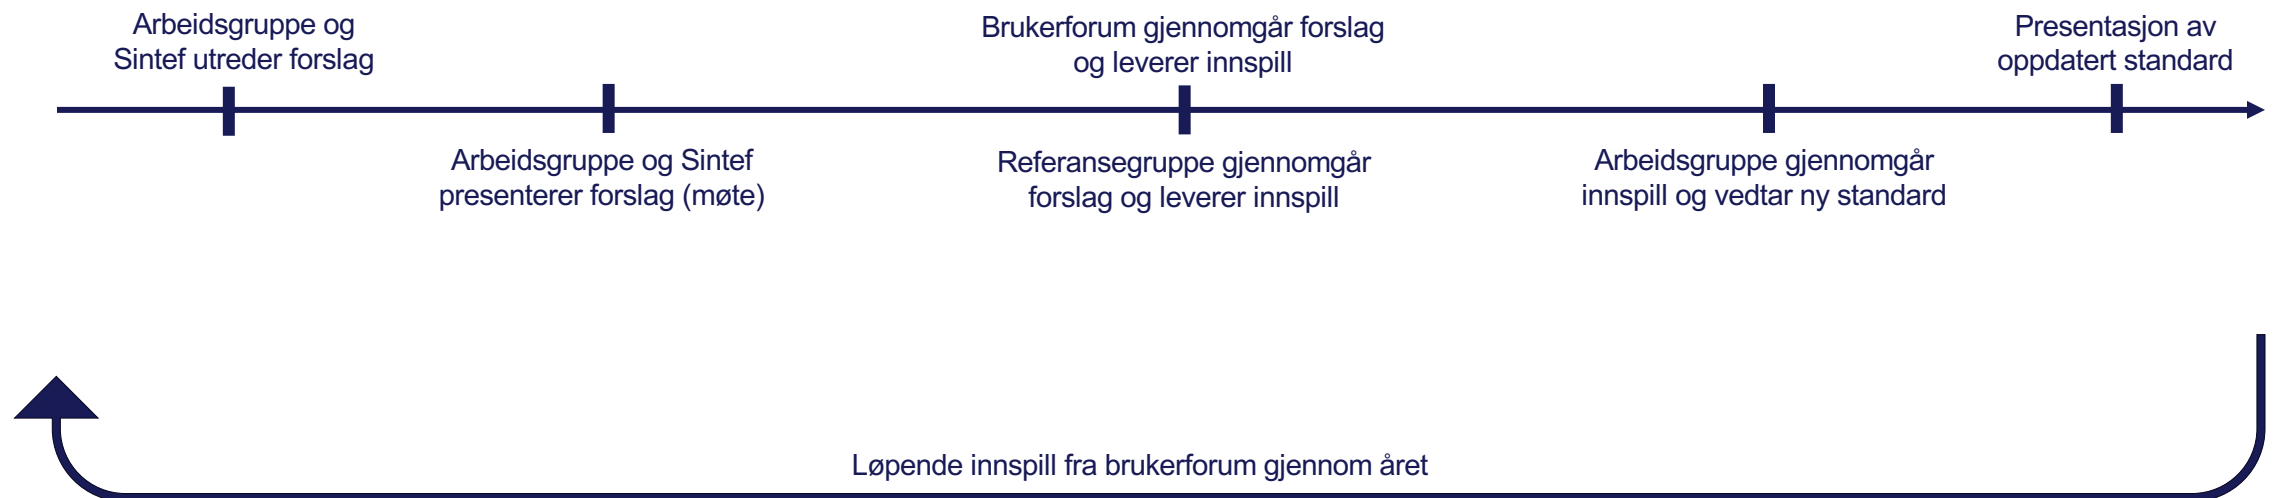 Arbeidsgruppe og
Sintef utreder forslag
Arbeidsgruppe og Sintef
presenterer forslag (møte)
Brukerforum gjennomgår forslag
og leverer innspill
Referansegruppe gjennomgår
forslag og leverer innspill
Arbeidsgruppe gjennomgår
innspill og vedtar ny standard
Presentasjon av
oppdatert standard
Løpende innspill fra brukerforum gjennom året